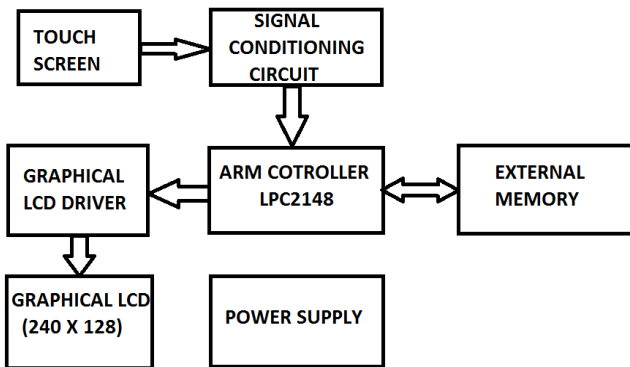 TOUCH
SCREEN
SIGNAL
CONDITIONING
CIRCUIT
GRAPHICAL
LCD DRIVER
ARM COTROLLER
LPC2148
EXTERNAL
MEMORY
GRAPHICAL LCD
(240 X 128)
POWER SUPPLY